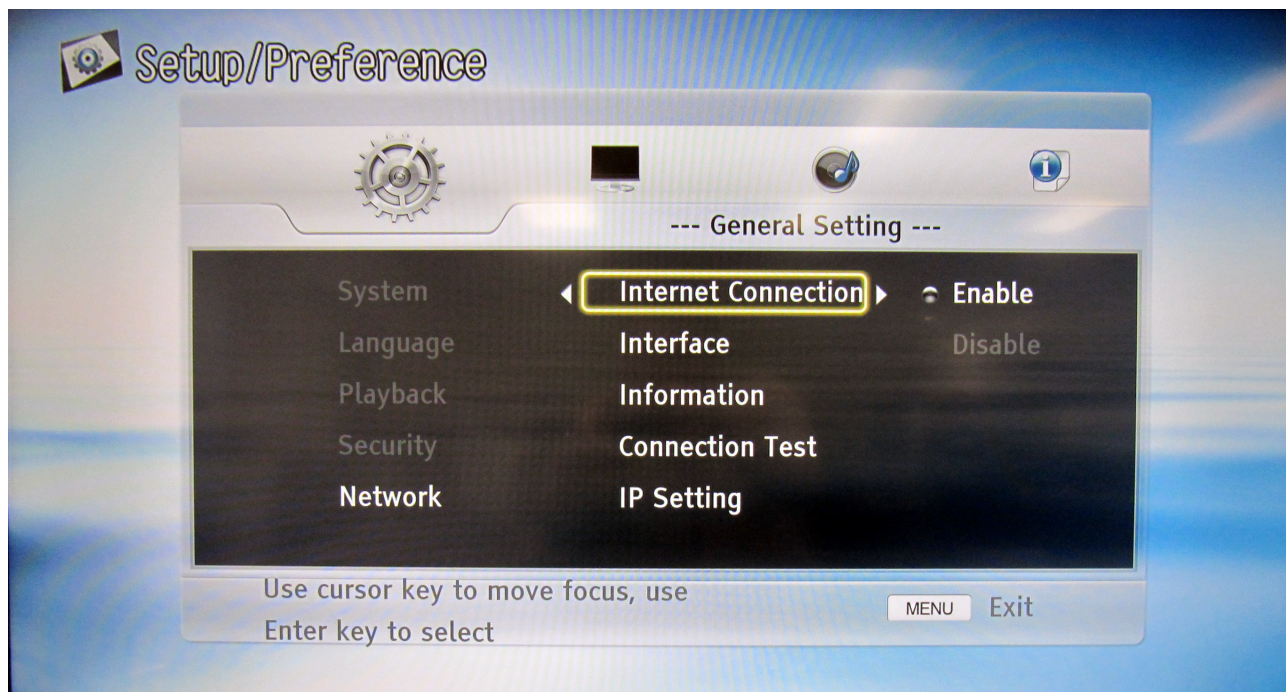 Setup/Preference
--- General Setting ---
System
Internet Connection
Enable
Language
Interface
Disable
Playback
Information
Security
Connection Test
Network
IP Setting
Use cursor key to move focus, use
Enter key to select
MENU
Exit